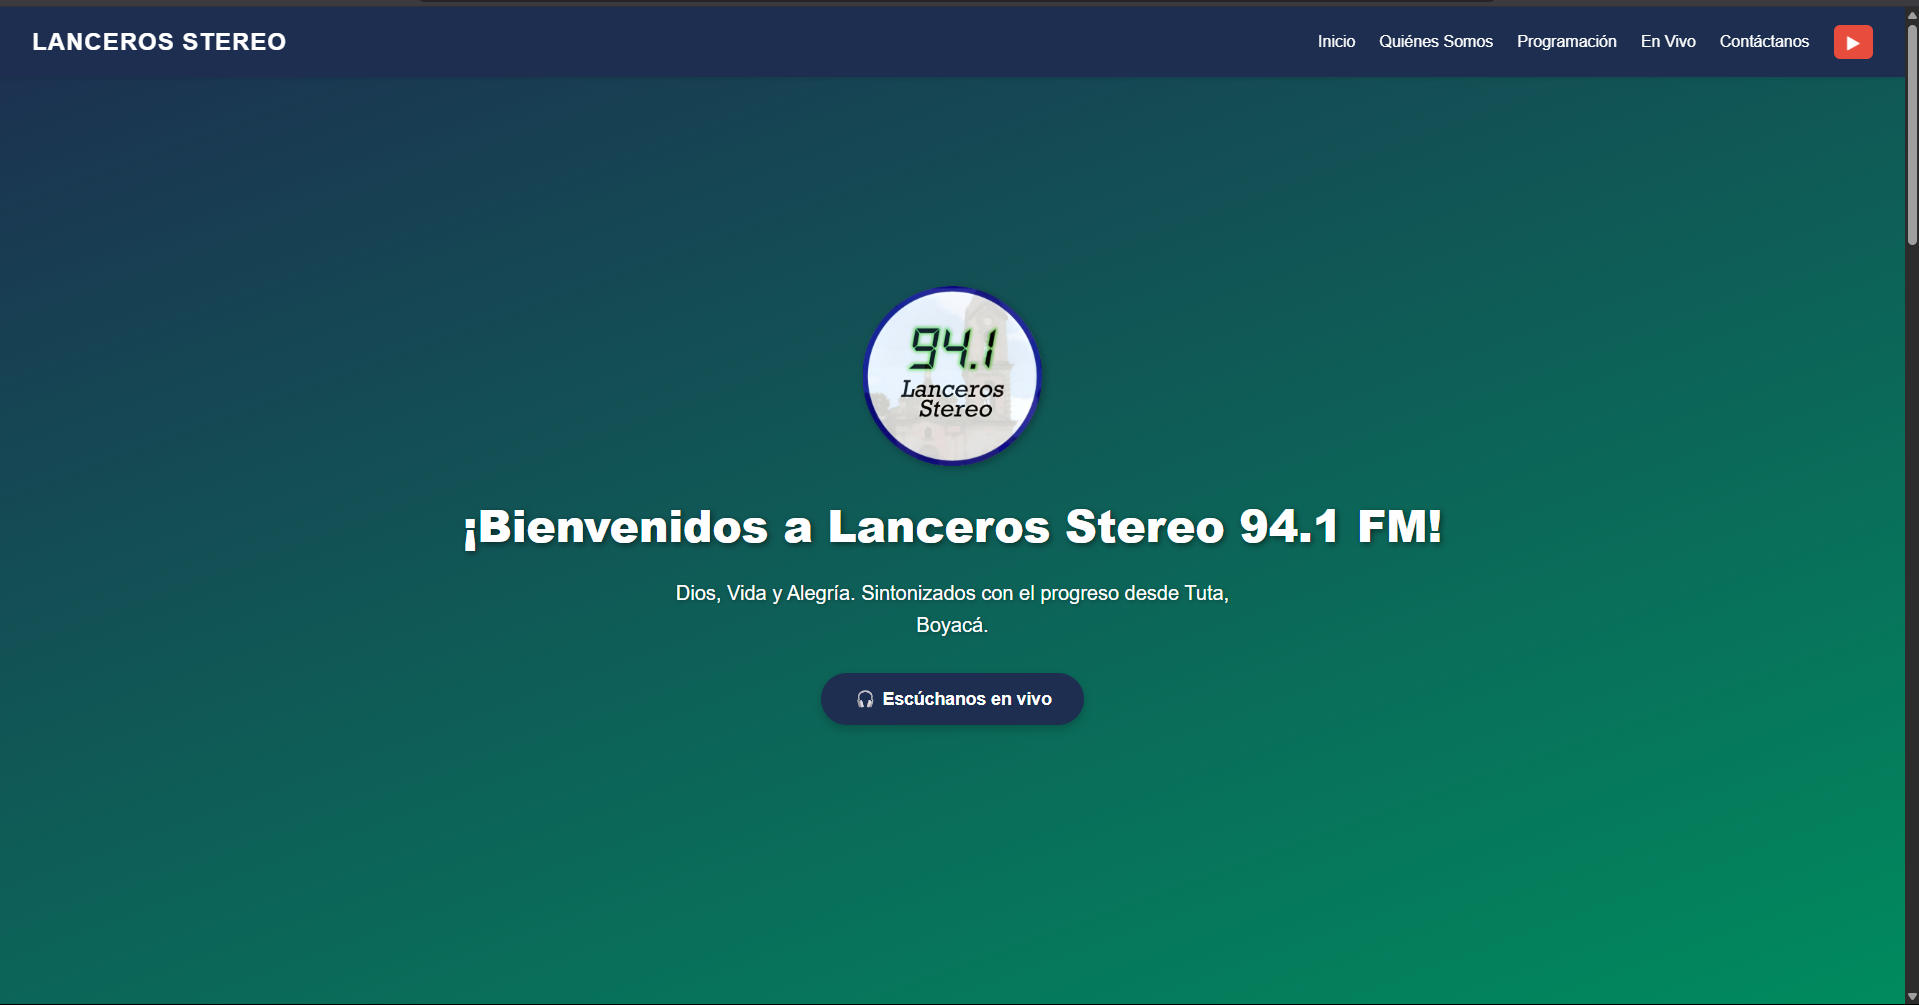 LANCEROS STEREO
Inicio Quiénes Somos Programación En Vivo Contáctanos
94.1
Lanceros
Stereo
¡Bienvenidos a Lanceros Stereo 94.1 FM!
Dios, Vida y Alegría. Sintonizados con el progreso desde Tuta,
Boyacá.
Escúchanos en vivo